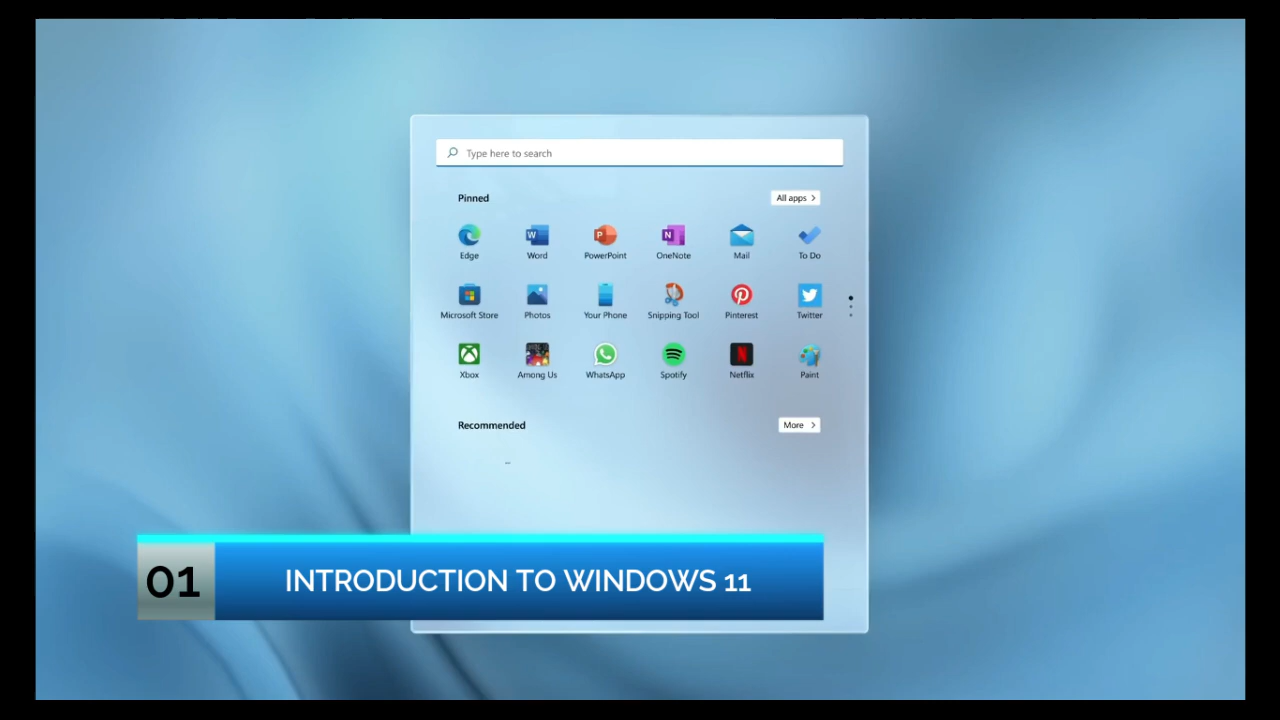 Type here to search
Pinned
All apps >
Edge
Word
PowerPoint
OneNote
Mail
To Do
Microsoft Store
Photos
Your Phone
Snipping Tool
Pinterest
Twitter
Xbox
Among Us
WhatsApp
Spotify
Netflix
Paint
Recommended
More >
01
INTRODUCTION TO WINDOWS 11